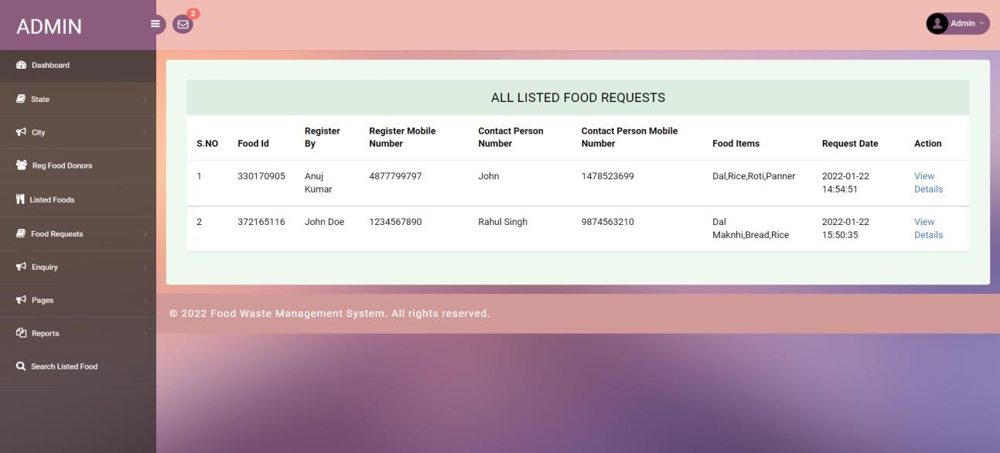 ADMIN
2
Admin
Dashboard
State
City
Reg Food Donors
Listed Foods
Food Requests
Enquiry
Pages
Reports
Search Listed Food
ALL LISTED FOOD REQUESTS
S.NO Food Id Register By Register Mobile Number Contact Person Number Contact Person Mobile Number Food Items Request Date Action
1 330170905 Anuj Kumar 4877799797 John 1478523699 Dal,Rice,Roti,Panner 2022-01-22 14:54:51 View Details
2 372165116 John Doe 1234567890 Rahul Singh 9874563210 Dal Maknhi,Bread,Rice 2022-01-22 15:50:35 View Details
© 2022 Food Waste Management System. All rights reserved.